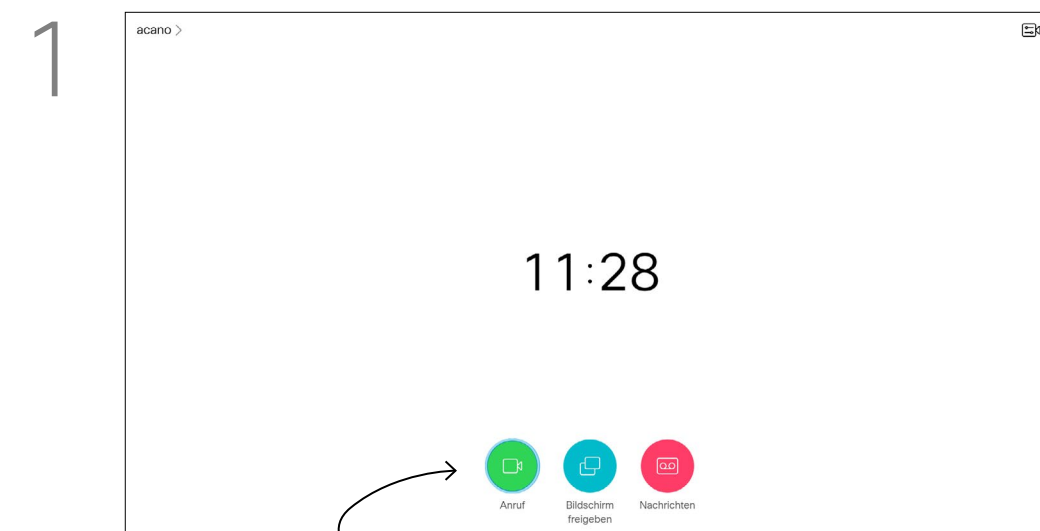 1
acano >
11:28
Anruf
Bildschirm
freigeben
Nachrichten